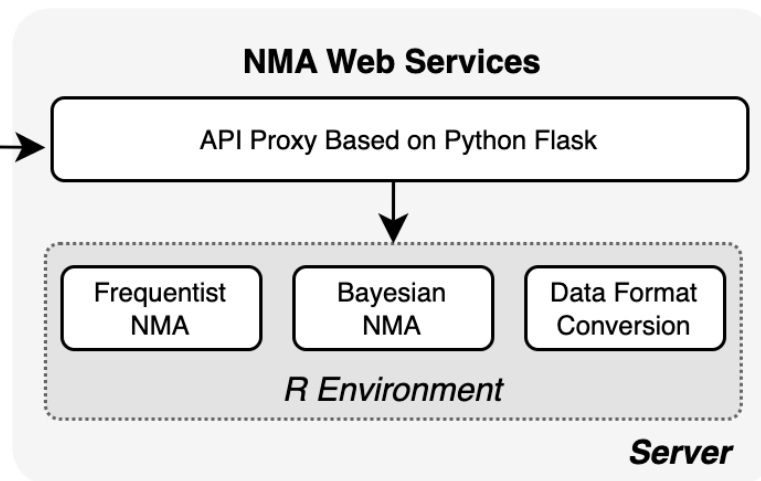 NMA Web Services
API Proxy Based on Python Flask
Frequentist
NMA
Bayesian
NMA
Data Format
Conversion
R Environment
Server